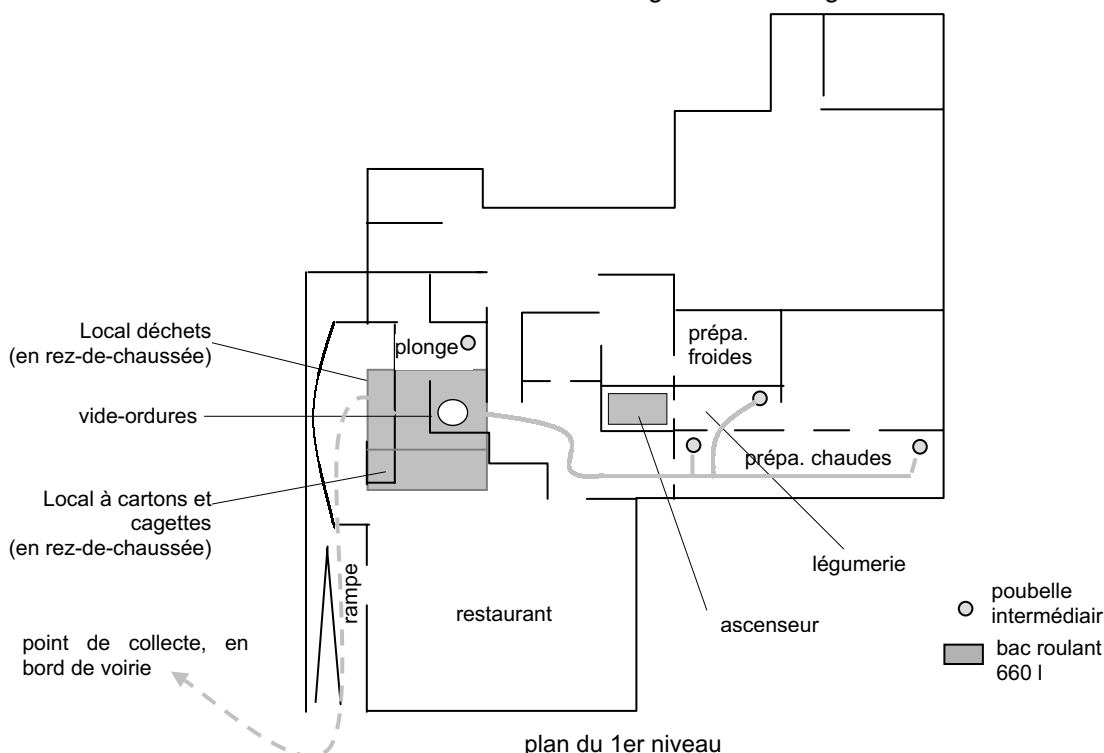 Local déchets
(en rez-de-chaussée)
vide-ordures
Local à cartons et
cagettes
(en rez-de-chaussée)
point de collecte, en
bord de voirie
plonge
rampe
restaurant
prépa.
froides
prépa. chaudes
légumerie
ascenseur
poubelle
intermédiair
bac roulant
660 l
plan du 1er niveau